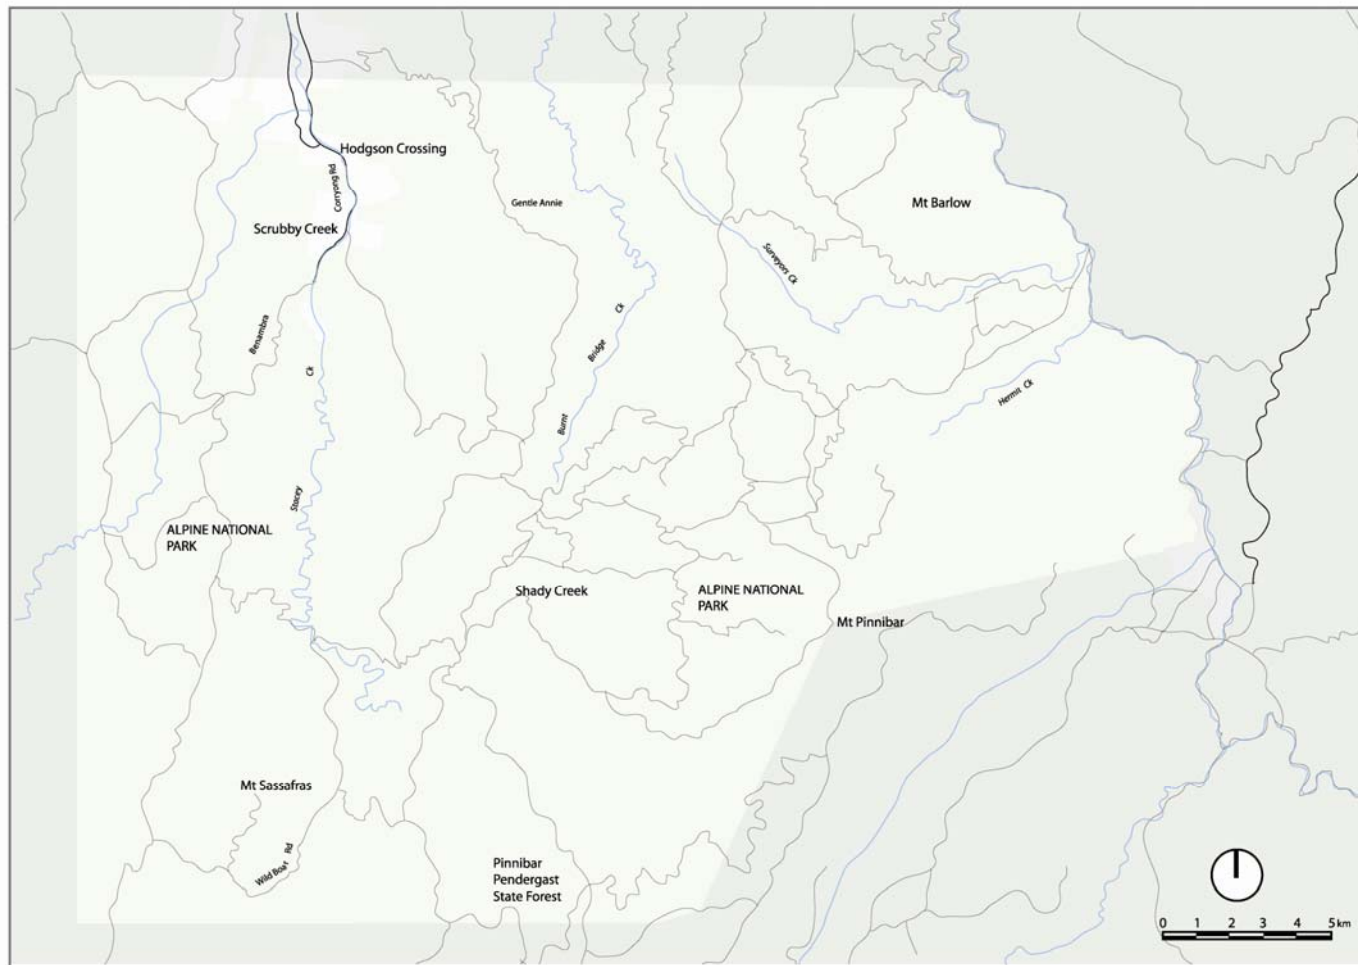 Hodgson Crossing
Corryong Rd
Gentle Annie
Mt Barlow
Scrubby Creek
Surveyors Ck
Benambra
Ck
Bridge
Ck
Hermit Ck
Burnt
Stacey
ALPINE NATIONAL
PARK
Shady Creek
ALPINE NATIONAL
PARK
Mt Pinnibar
Mt Sassafras
Wild Boar Rd
Pinnibar
Pendergast
State Forest
0 1 2 3 4 5 km